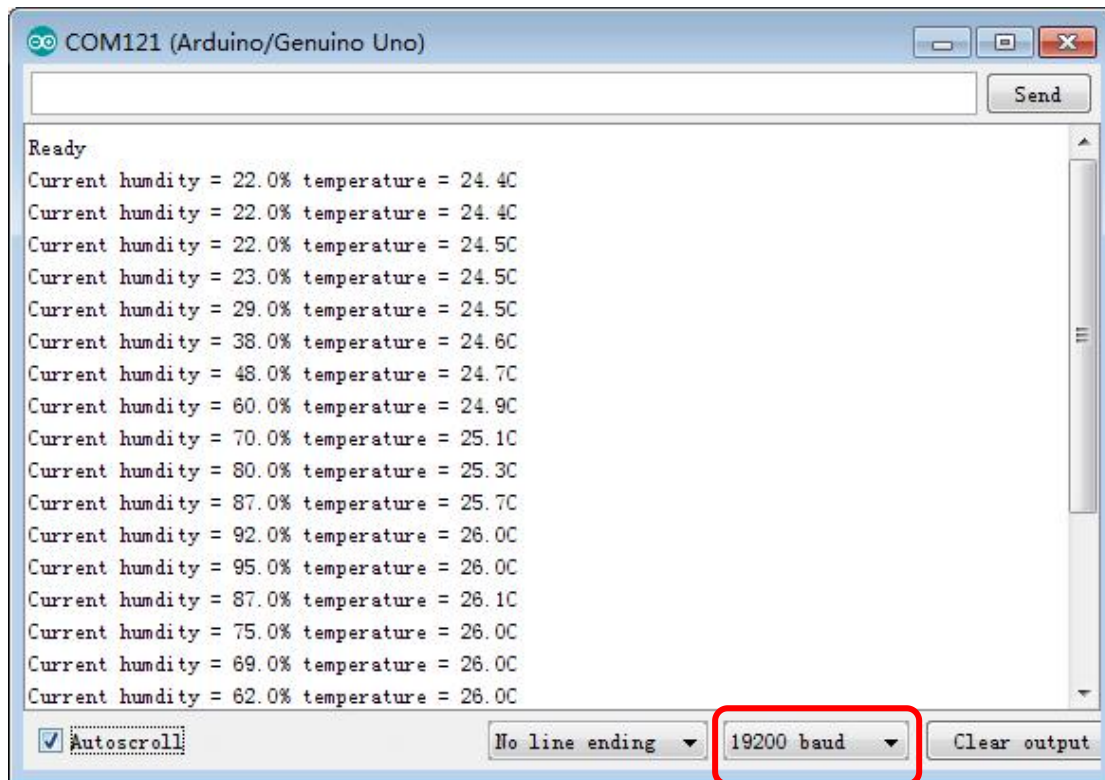 COM121 (Arduino/Genuino Uno)
Send
Ready
Current humdity = 22.0% temperature = 24.4C
Current humdity = 22.0% temperature = 24.4C
Current humdity = 22.0% temperature = 24.5C
Current humdity = 23.0% temperature = 24.5C
Current humdity = 29.0% temperature = 24.5C
Current humdity = 38.0% temperature = 24.6C
Current humdity = 48.0% temperature = 24.7C
Current humdity = 60.0% temperature = 24.9C
Current humdity = 70.0% temperature = 25.1C
Current humdity = 80.0% temperature = 25.3C
Current humdity = 87.0% temperature = 25.7C
Current humdity = 92.0% temperature = 26.0C
Current humdity = 95.0% temperature = 26.0C
Current humdity = 87.0% temperature = 26.1C
Current humdity = 75.0% temperature = 26.0C
Current humdity = 69.0% temperature = 26.0C
Current humdity = 62.0% temperature = 26.0C
Autoscroll No line ending 19200 baud Clear output